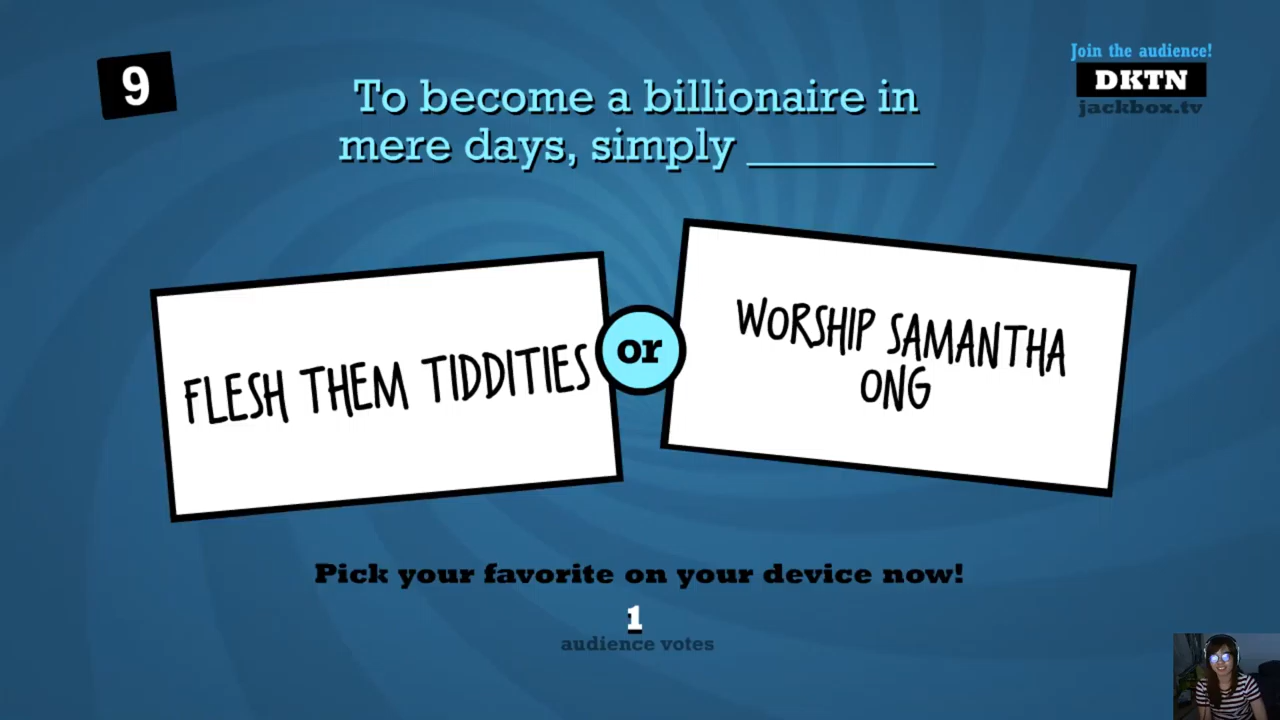 9
To become a billionaire in
mere days, simply ________
Join the audience!
DKTN
jackbox.tv
FLESH THEM TIDDITIES
or
WORSHIP SAMANTHA
ONG
Pick your favorite on your device now!
1
audience votes